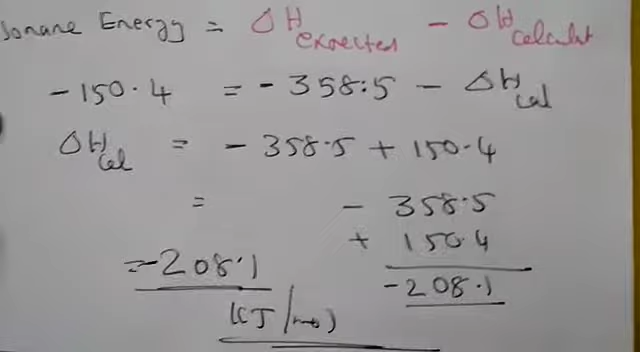 Energy = ΔH expected - ΔH calculat
-150.4 = -358.5 - ΔH cal
ΔH cal = -358.5 + 150.4
= - 358.5
+ 150.4
=-208.1 -208.1
KJ/mol